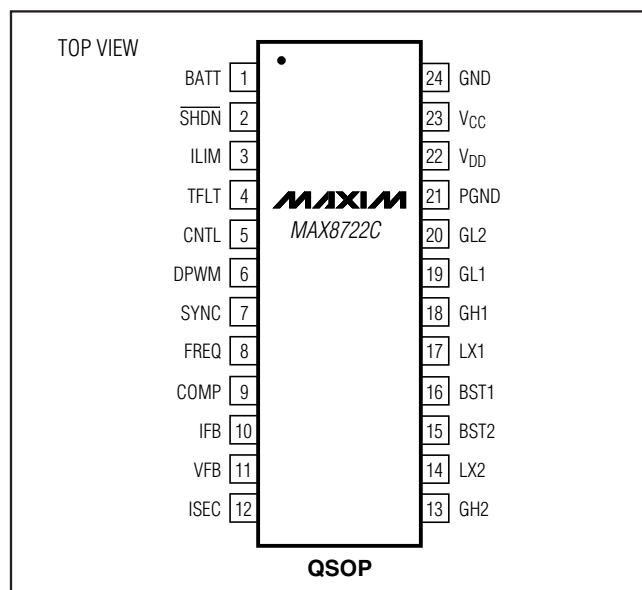 TOP VIEW
BATT 1
SHDN 2
ILIM 3
TFLT 4
CNTL 5
DPWM 6
SYNC 7
FREQ 8
COMP 9
IFB 10
VFB 11
ISEC 12
MAXIM
MAX8722C
24 GND
23 VCC
22 VDD
21 PGND
20 GL2
19 GL1
18 GH1
17 LX1
16 BST1
15 BST2
14 LX2
13 GH2
QSOP